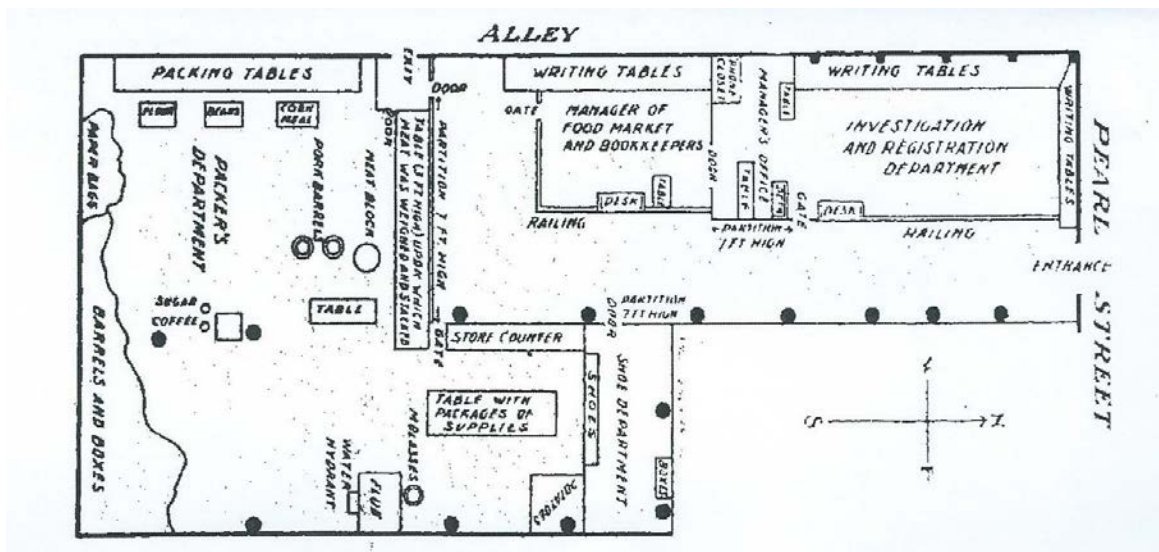 ALLEY
PACKING TABLES
EXIT
DOOR
WRITING TABLES
PHONE
CLOSET
MANAGER'S OFFICE
TABLE
WRITING TABLES
WRITING TABLES
FLOUR
BEANS
CORN
MEAL
DOOR
GATE
MANAGER OF
FOOD MARKET
AND BOOKKEEPERS
DOOR
INVESTIGATION
AND REGISTRATION
DEPARTMENT
PEARL STREET
PAPER BAGS
PACKER'S
DEPARTMENT
PORK BARRELS
MEAT BLOCK
TABLE (3 FT HIGH) UPON WHICH
MEAT WAS WEIGHED AND STACKED
PARTITION 7 FT. HIGH
DESK
TABLE
TABLE
GATE
DESK
RAILING
PARTITION
7 FT HIGH
RAILING
ENTRANCE
SUGAR
COFFEE
TABLE
GATE
STORE COUNTER
DOOR
PARTITION
7 FT HIGH
BARRELS AND BOXES
SHOES
SHOE DEPARTMENT
TABLE WITH
PACKAGES OF
SUPPLIES
MOLASSES
WATER
HYDRANT
POTATOES
BOXES